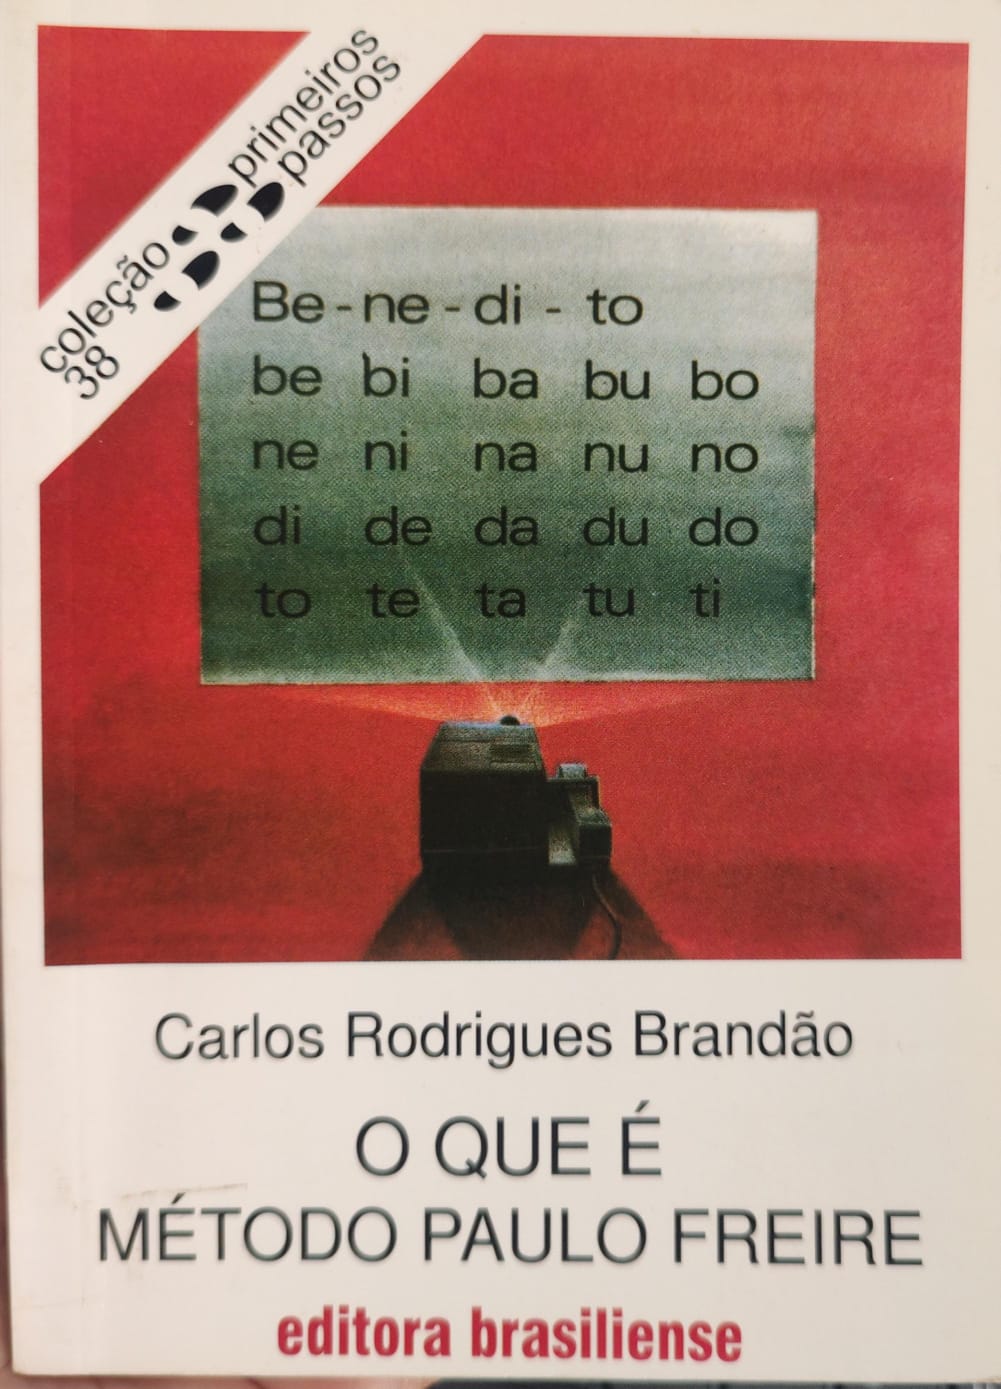 coleção primeiros
38 passos
Be - ne - di - to
be bi ba bu bo
ne ni na nu no
di de da du do
to te ta tu ti
Carlos Rodrigues Brandão
O QUE É
MÉTODO PAULO FREIRE
editora brasiliense